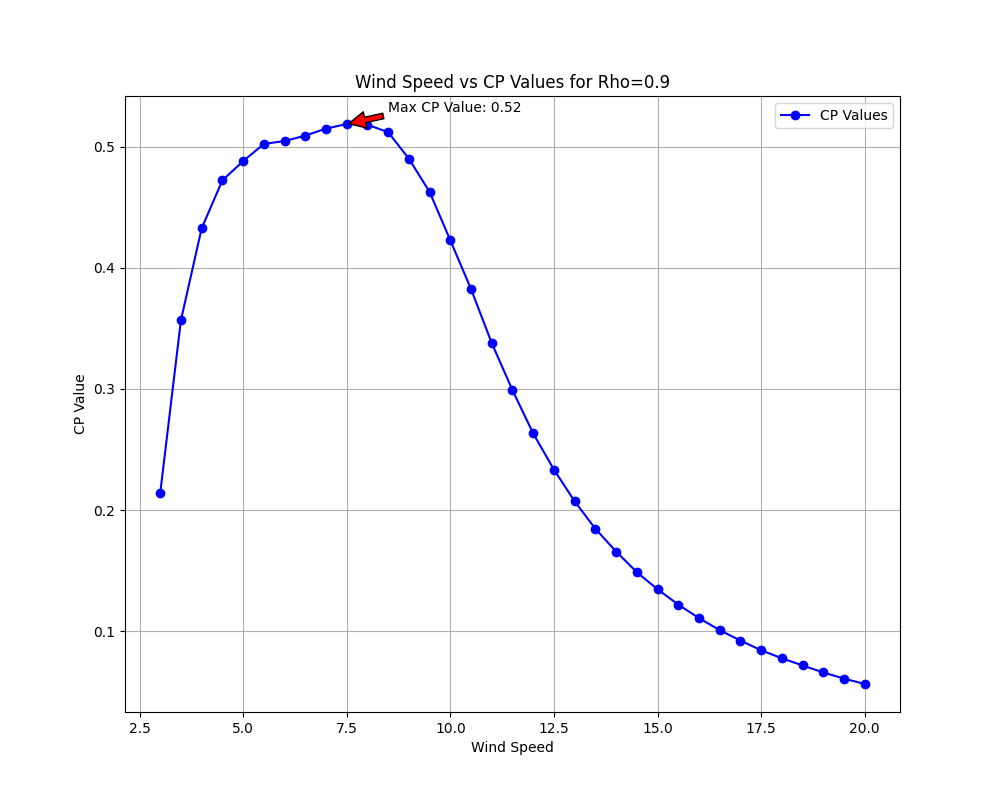 Wind Speed vs CP Values for Rho=0.9
Max CP Value: 0.52
CP Values
CP Value
0.5
0.4
0.3
0.2
0.1
2.5 5.0 7.5 10.0 12.5 15.0 17.5 20.0
Wind Speed